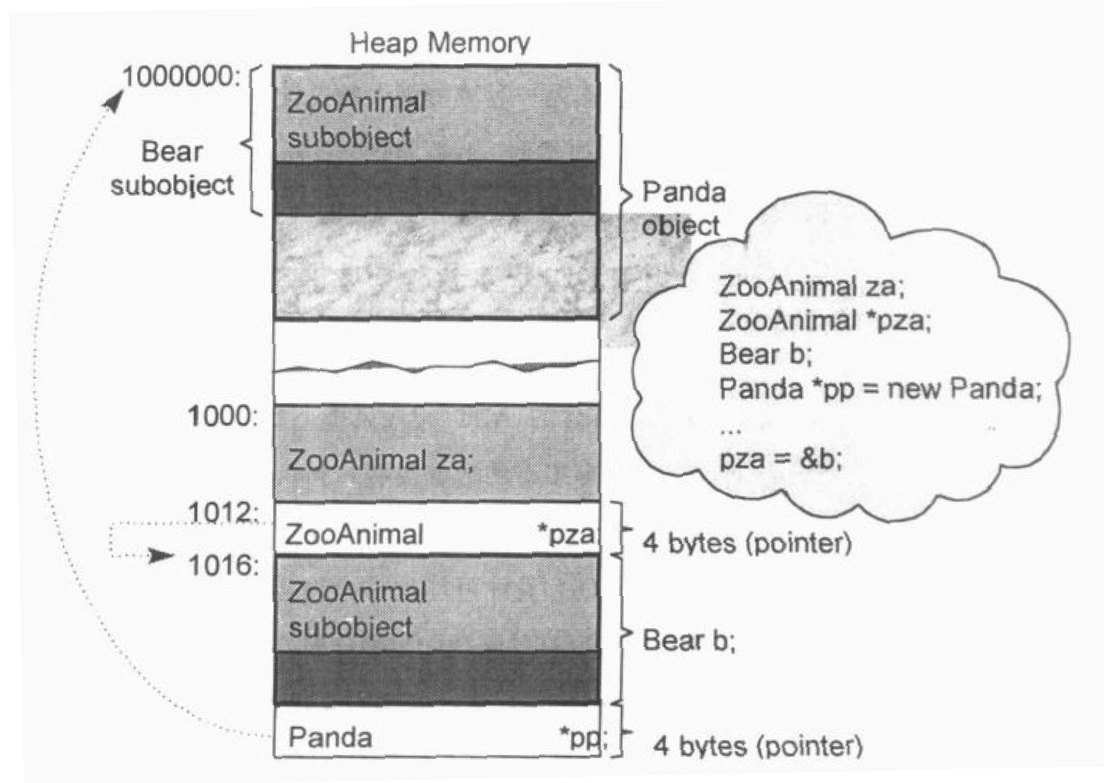 Heap Memory
1000000:
ZooAnimal
subobject
Bear
subobject
Panda
object
ZooAnimal za;
ZooAnimal *pza;
Bear b;
Panda *pp = new Panda;
...
pza = &b;
1000:
ZooAnimal za;
1012:
ZooAnimal *pza;
4 bytes (pointer)
1016:
ZooAnimal
subobject
Bear b;
Panda *pp;
4 bytes (pointer)